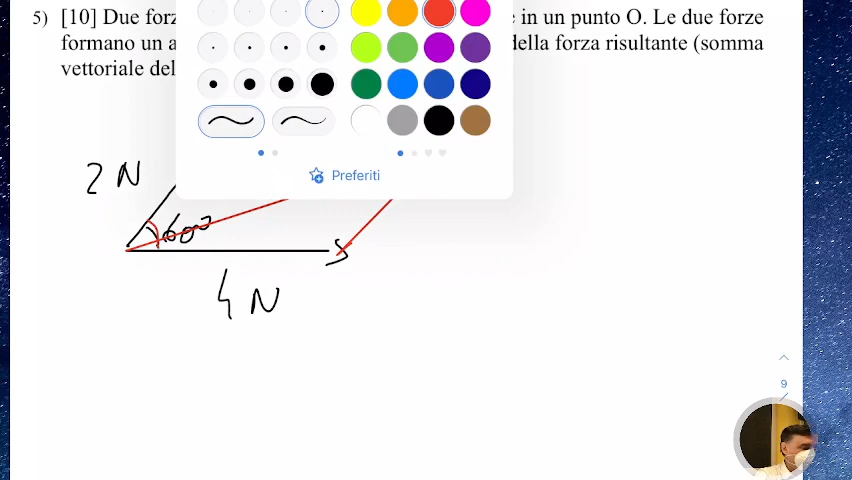 5) [10] Due forz e in un punto O. Le due forze
formano un a della forza risultante (somma
vettoriale del
Preferiti
2 N
60°
4 N
9